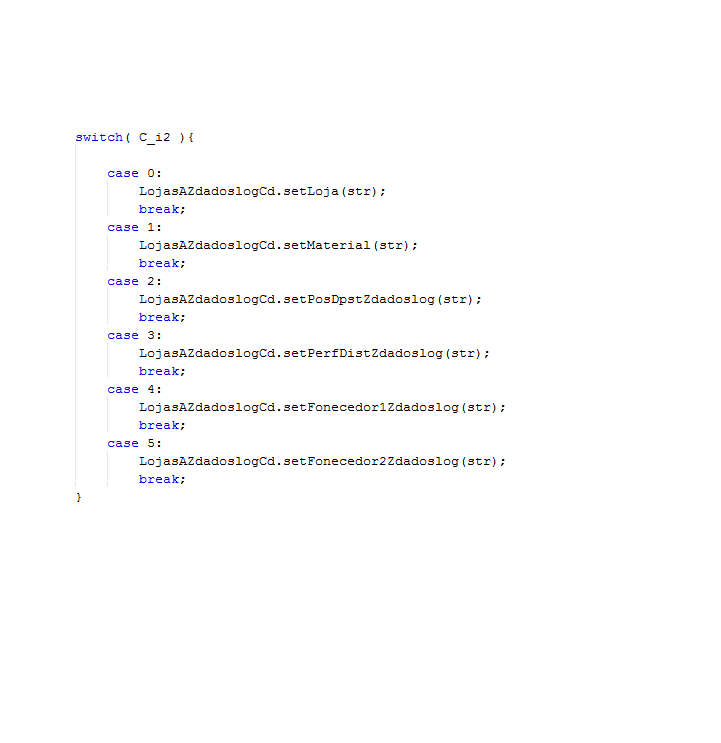 switch( C_i2 ){
case 0:
LojasAZdadoslogCd.setLoja(str);
break;
case 1:
LojasAZdadoslogCd.setMaterial(str);
break;
case 2:
LojasAZdadoslogCd.setPosDpstZdadoslog(str);
break;
case 3:
LojasAZdadoslogCd.setPerfDistZdadoslog(str);
break;
case 4:
LojasAZdadoslogCd.setFonecedor1Zdadoslog(str);
break;
case 5:
LojasAZdadoslogCd.setFonecedor2Zdadoslog(str);
break;
}